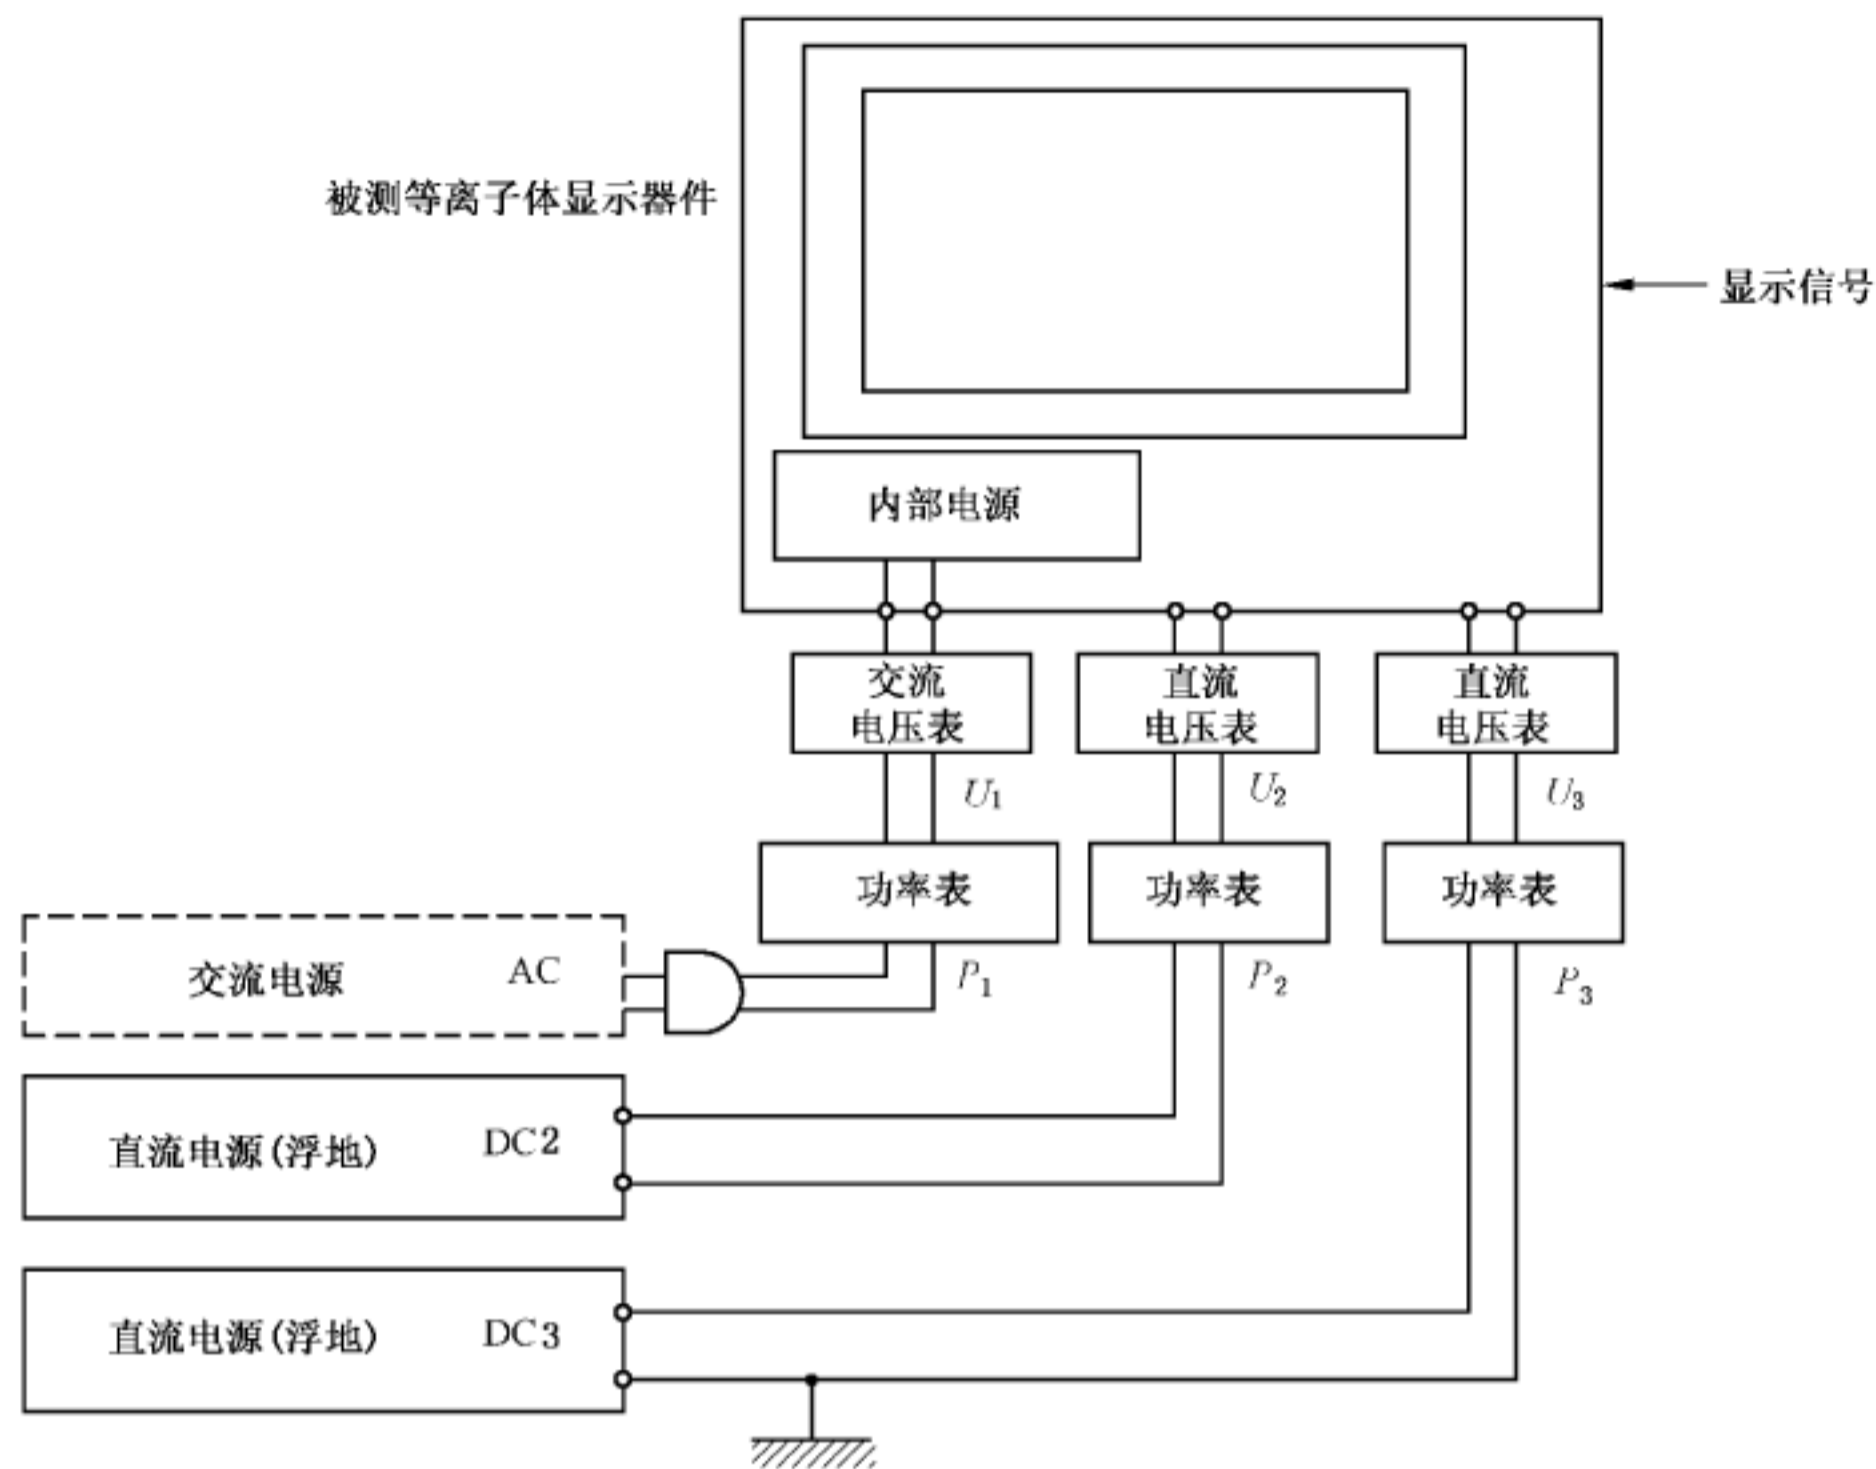 被测等离子体显示器件
显示信号
内部电源
交流
电压表
直流
电压表
直流
电压表
U1
U2
U3
功率表
功率表
功率表
交流电源 AC
P1
P2
P3
直流电源(浮地) DC2
直流电源(浮地) DC3